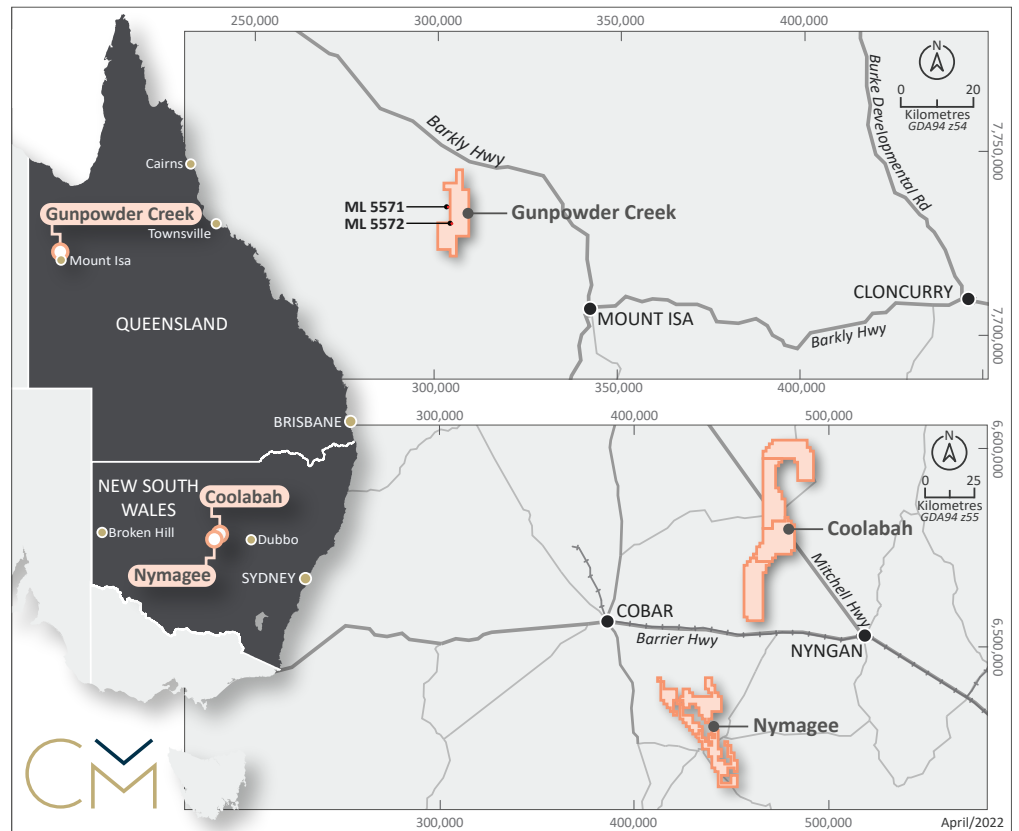 250,000
300,000
350,000
400,000
N
0 20
Kilometres
GDA94 z54
Burke Developmental Rd
7,750,000
Barkly Hwy
Cairns
ML 5571
ML 5572
Gunpowder Creek
Gunpowder Creek
Townsville
Mount Isa
CLONCURRY
MOUNT ISA
QUEENSLAND
Barkly Hwy
7,700,000
300,000
350,000
400,000
300,000
400,000
500,000
BRISBANE
6,600,000
N
0 25
Kilometres
GDA94 z55
NEW SOUTH
WALES
Coolabah
Broken Hill
Dubbo
Coolabah
Nymagee
SYDNEY
Mitchell Hwy
COBAR
Barrier Hwy
NYNGAN
6,500,000
Nymagee
CM
300,000
400,000
500,000
April/2022